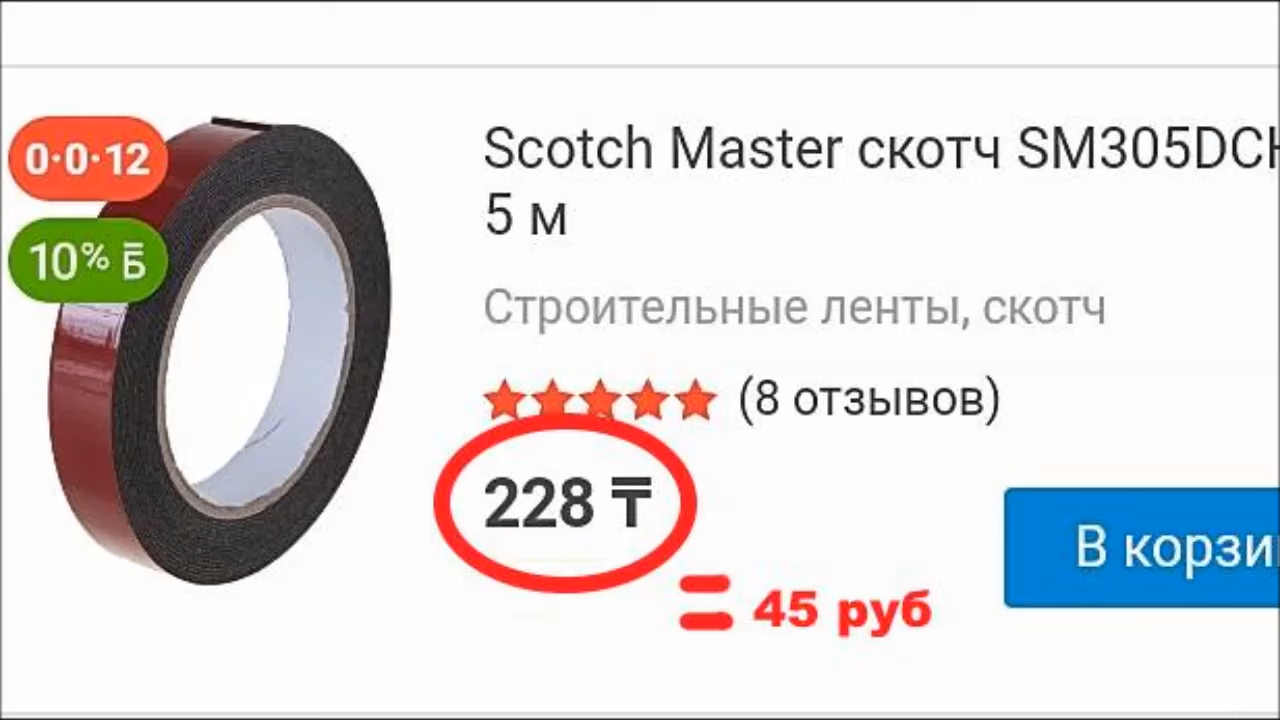 0·0·12
10% Б
Scotch Master скотч SM305DC
5 м
Строительные ленты, скотч
(8 отзывов)
228 ₸
= 45 руб
В корзи